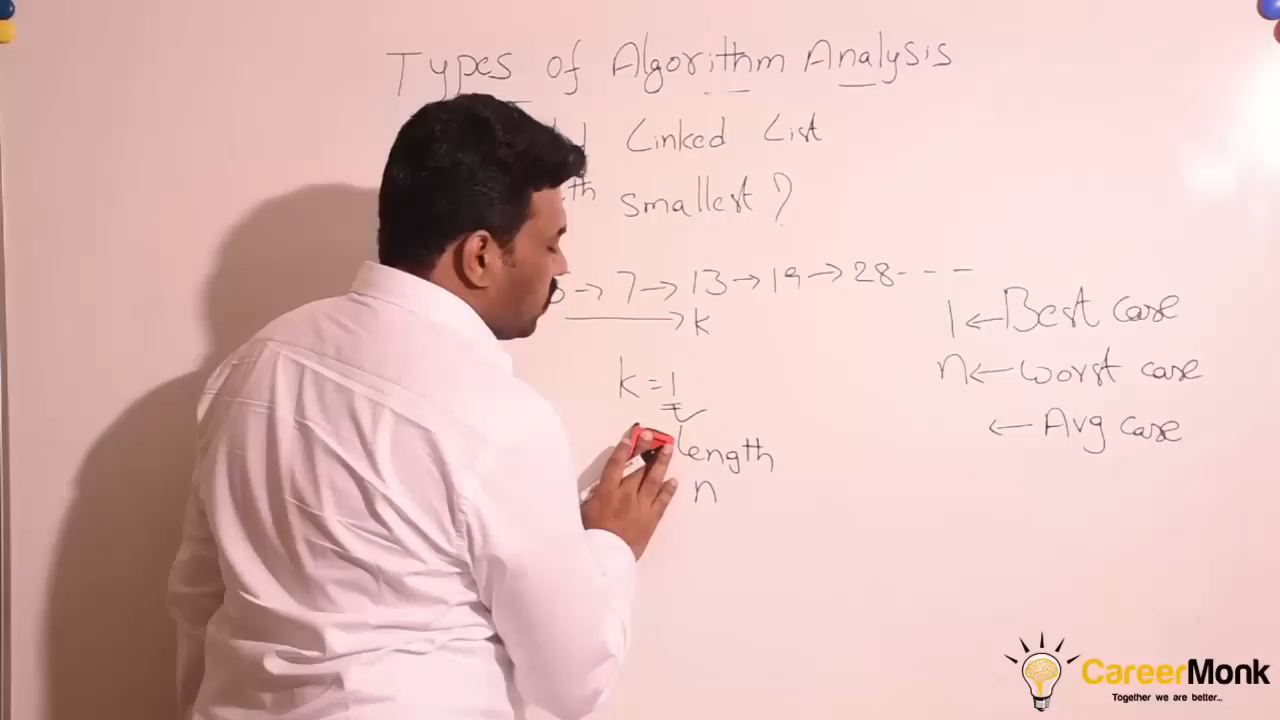 Types of Algorithm Analysis
Linked List
th smallest?
→ 7 → 13 → 19 → 28 - - -
→ k
1 ← Best case
k = 1
n ← worst case
← Avg case
length
n
CareerMonk
Together we are better...